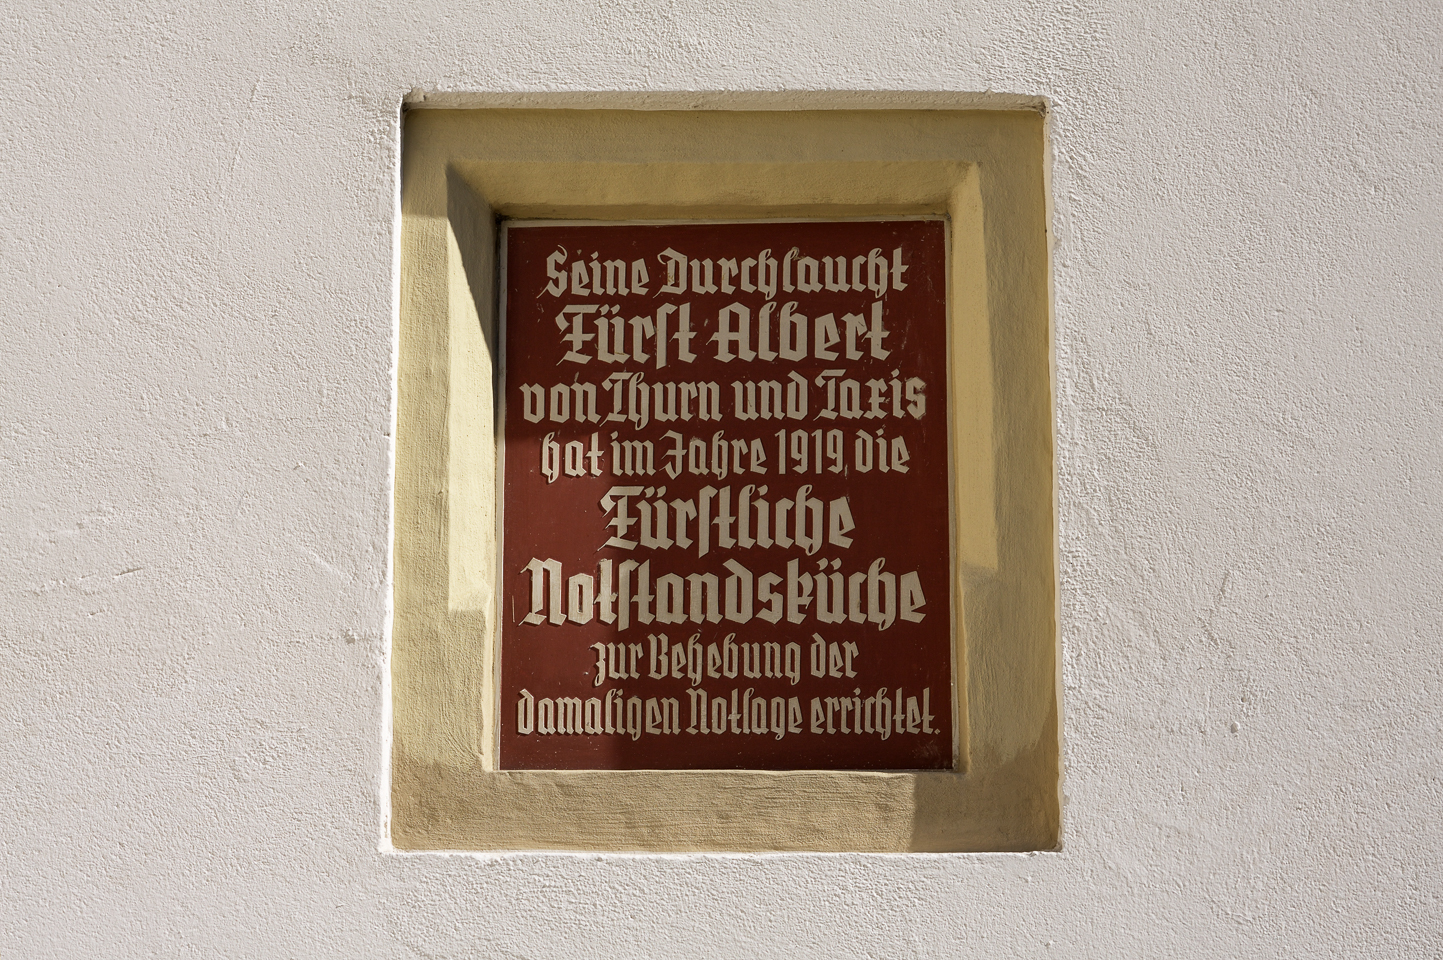 Seine Durchlaucht
Fürst Albert
von Thurn und Taxis
hat im Jahre 1919 die
Fürstliche
Notstandsküche
zur Behebung der
damaligen Notlage errichtet.